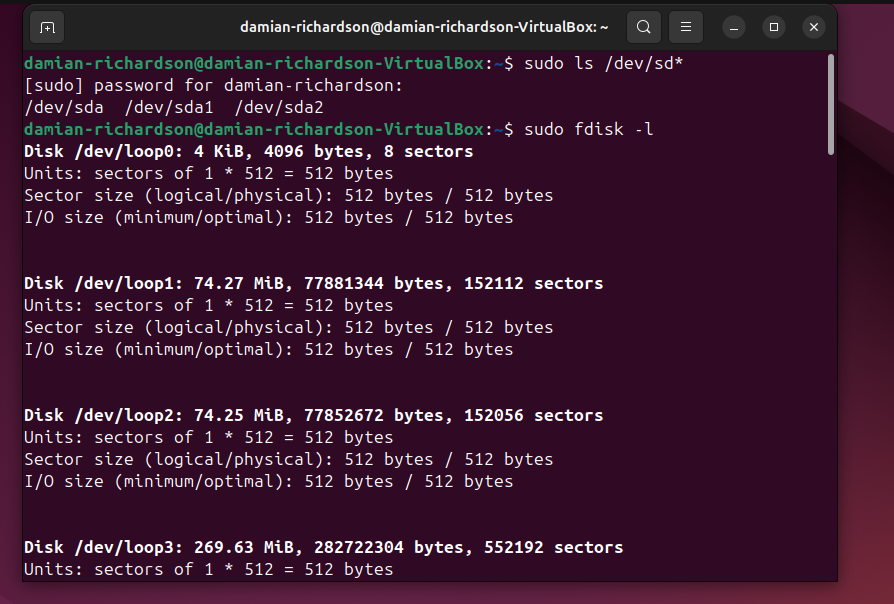 damian-richardson@damian-richardson-VirtualBox: ~
damian-richardson@damian-richardson-VirtualBox:~$ sudo ls /dev/sd*
[sudo] password for damian-richardson:
/dev/sda  /dev/sda1  /dev/sda2
damian-richardson@damian-richardson-VirtualBox:~$ sudo fdisk -l
Disk /dev/loop0: 4 KiB, 4096 bytes, 8 sectors
Units: sectors of 1 * 512 = 512 bytes
Sector size (logical/physical): 512 bytes / 512 bytes
I/O size (minimum/optimal): 512 bytes / 512 bytes
Disk /dev/loop1: 74.27 MiB, 77881344 bytes, 152112 sectors
Units: sectors of 1 * 512 = 512 bytes
Sector size (logical/physical): 512 bytes / 512 bytes
I/O size (minimum/optimal): 512 bytes / 512 bytes
Disk /dev/loop2: 74.25 MiB, 77852672 bytes, 152056 sectors
Units: sectors of 1 * 512 = 512 bytes
Sector size (logical/physical): 512 bytes / 512 bytes
I/O size (minimum/optimal): 512 bytes / 512 bytes
Disk /dev/loop3: 269.63 MiB, 282722304 bytes, 552192 sectors
Units: sectors of 1 * 512 = 512 bytes